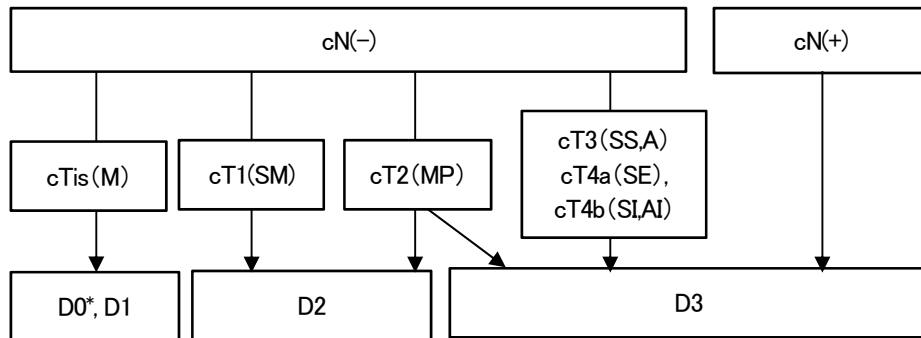 cN(-)
cN(+)
cTis(M)
cT1(SM)
cT2(MP)
cT3(SS,A)
cT4a(SE),
cT4b(SI,AI)
D0*, D1
D2
D3